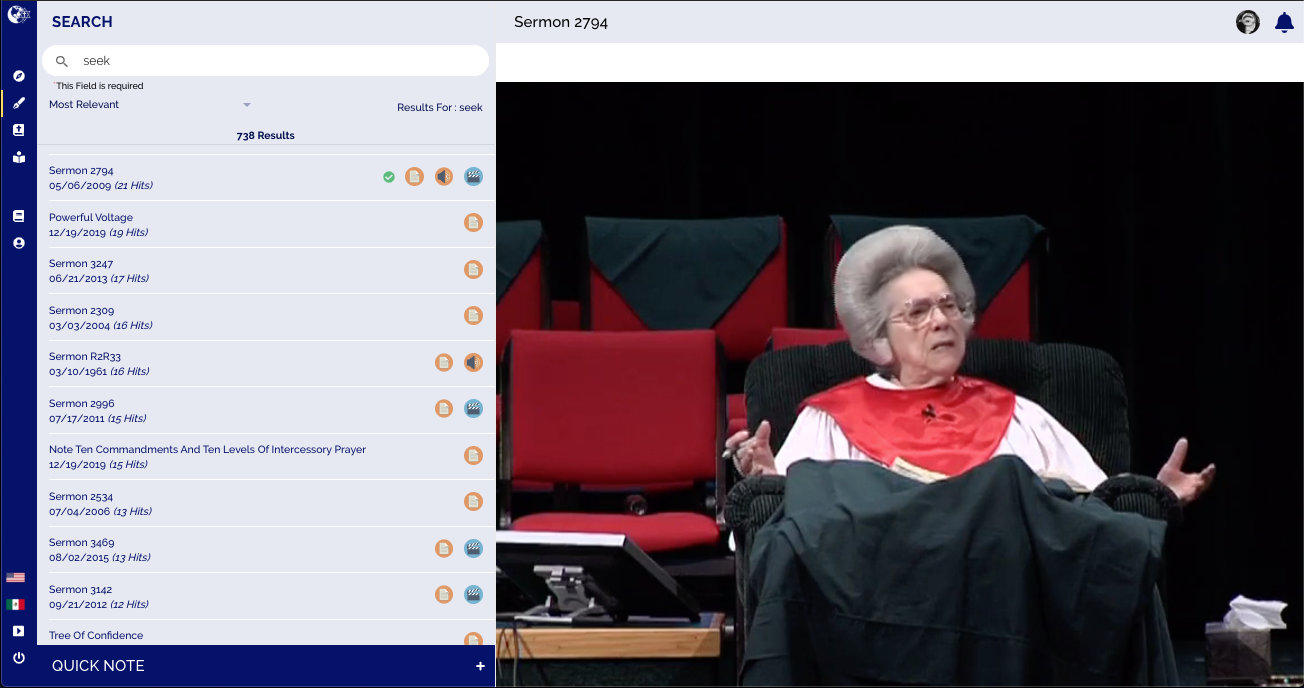 SEARCH
Sermon 2794
seek
*This Field is required
Most Relevant
Results For : seek
738 Results
Sermon 2794
05/06/2009 (21 Hits)
Powerful Voltage
12/19/2019 (19 Hits)
Sermon 3247
06/21/2013 (17 Hits)
Sermon 2309
03/03/2004 (16 Hits)
Sermon R2R33
03/10/1961 (16 Hits)
Sermon 2996
07/17/2011 (15 Hits)
Note Ten Commandments And Ten Levels Of Intercessory Prayer
12/19/2019 (15 Hits)
Sermon 2534
07/04/2006 (13 Hits)
Sermon 3469
08/02/2015 (13 Hits)
Sermon 3142
09/21/2012 (12 Hits)
Tree Of Confidence
QUICK NOTE
+